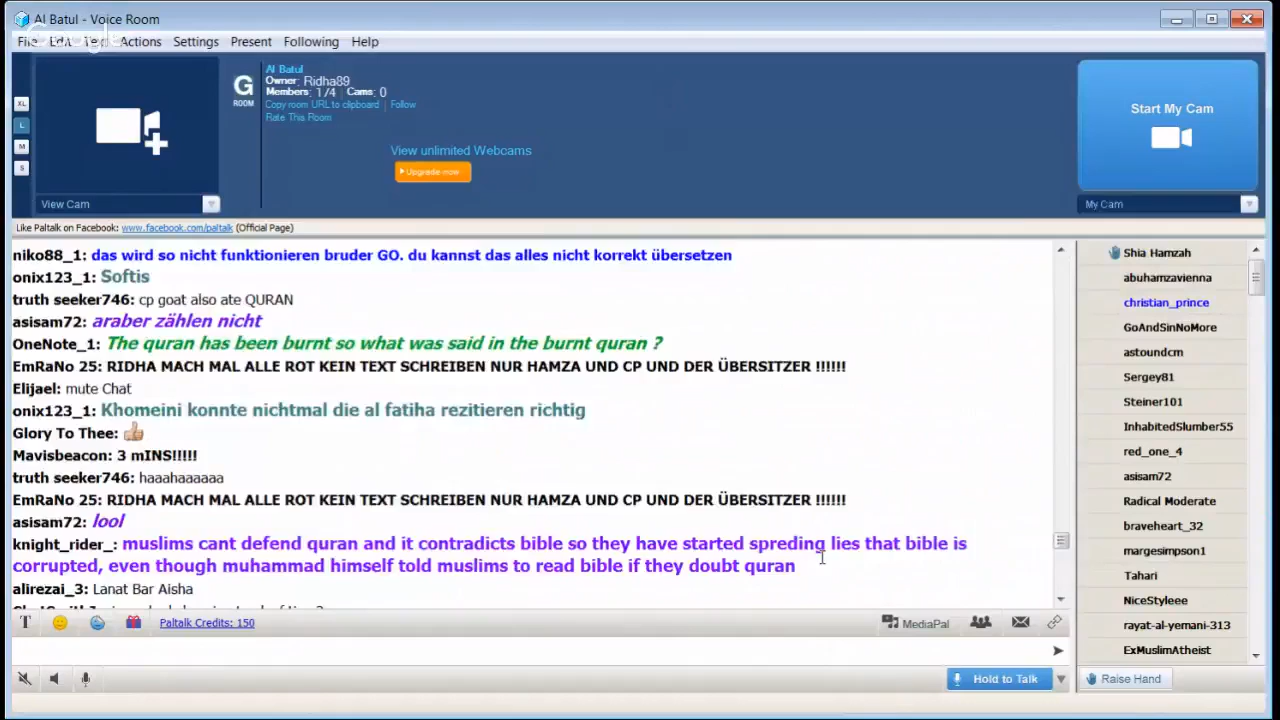 Al Batul - Voice Room
Google
File Edit Text Actions Settings Present Following Help
XL
L
M
S
G
ROOM
Al Batul
Owner: Ridha89
Members: 174 Cams: 0
Copy room URL to clipboard | Follow
Rate This Room
View unlimited Webcams
Upgrade now
View Cam
Start My Cam
My Cam
Like Paltalk on Facebook: www.facebook.com/paltalk (Official Page)
niko88_1: das wird so nicht funktionieren bruder GO. du kannst das alles nicht korrekt übersetzen
onix123_1: Softis
truth seeker746: cp goat also ate QURAN
asisam72: araber zählen nicht
OneNote_1: The quran has been burnt so what was said in the burnt quran ?
EmRaNo 25: RIDHA MACH MAL ALLE ROT KEIN TEXT SCHREIBEN NUR HAMZA UND CP UND DER ÜBERSITZER !!!!!!
Elijael: mute Chat
onix123_1: Khomeini konnte nichtmal die al fatiha rezitieren richtig
Glory To Thee:
Mavisbeacon: 3 mINS!!!!!
truth seeker746: haaahaaaaaa
EmRaNo 25: RIDHA MACH MAL ALLE ROT KEIN TEXT SCHREIBEN NUR HAMZA UND CP UND DER ÜBERSITZER !!!!!!
asisam72: lool
knight_rider_: muslims cant defend quran and it contradicts bible so they have started spreding lies that bible is
corrupted, even though muhammad himself told muslims to read bible if they doubt quran
alirezai_3: Lanat Bar Aisha
Shia Hamzah
abuhamzavienna
christian_prince
GoAndSinNoMore
astoundcm
Sergey81
Steiner101
InhabitedSlumber55
red_one_4
asisam72
Radical Moderate
braveheart_32
margesimpson1
Tahari
NiceStyleee
rayat-al-yemani-313
ExMuslimAtheist
T
Paltalk Credits: 150
MediaPal
Hold to Talk
Raise Hand